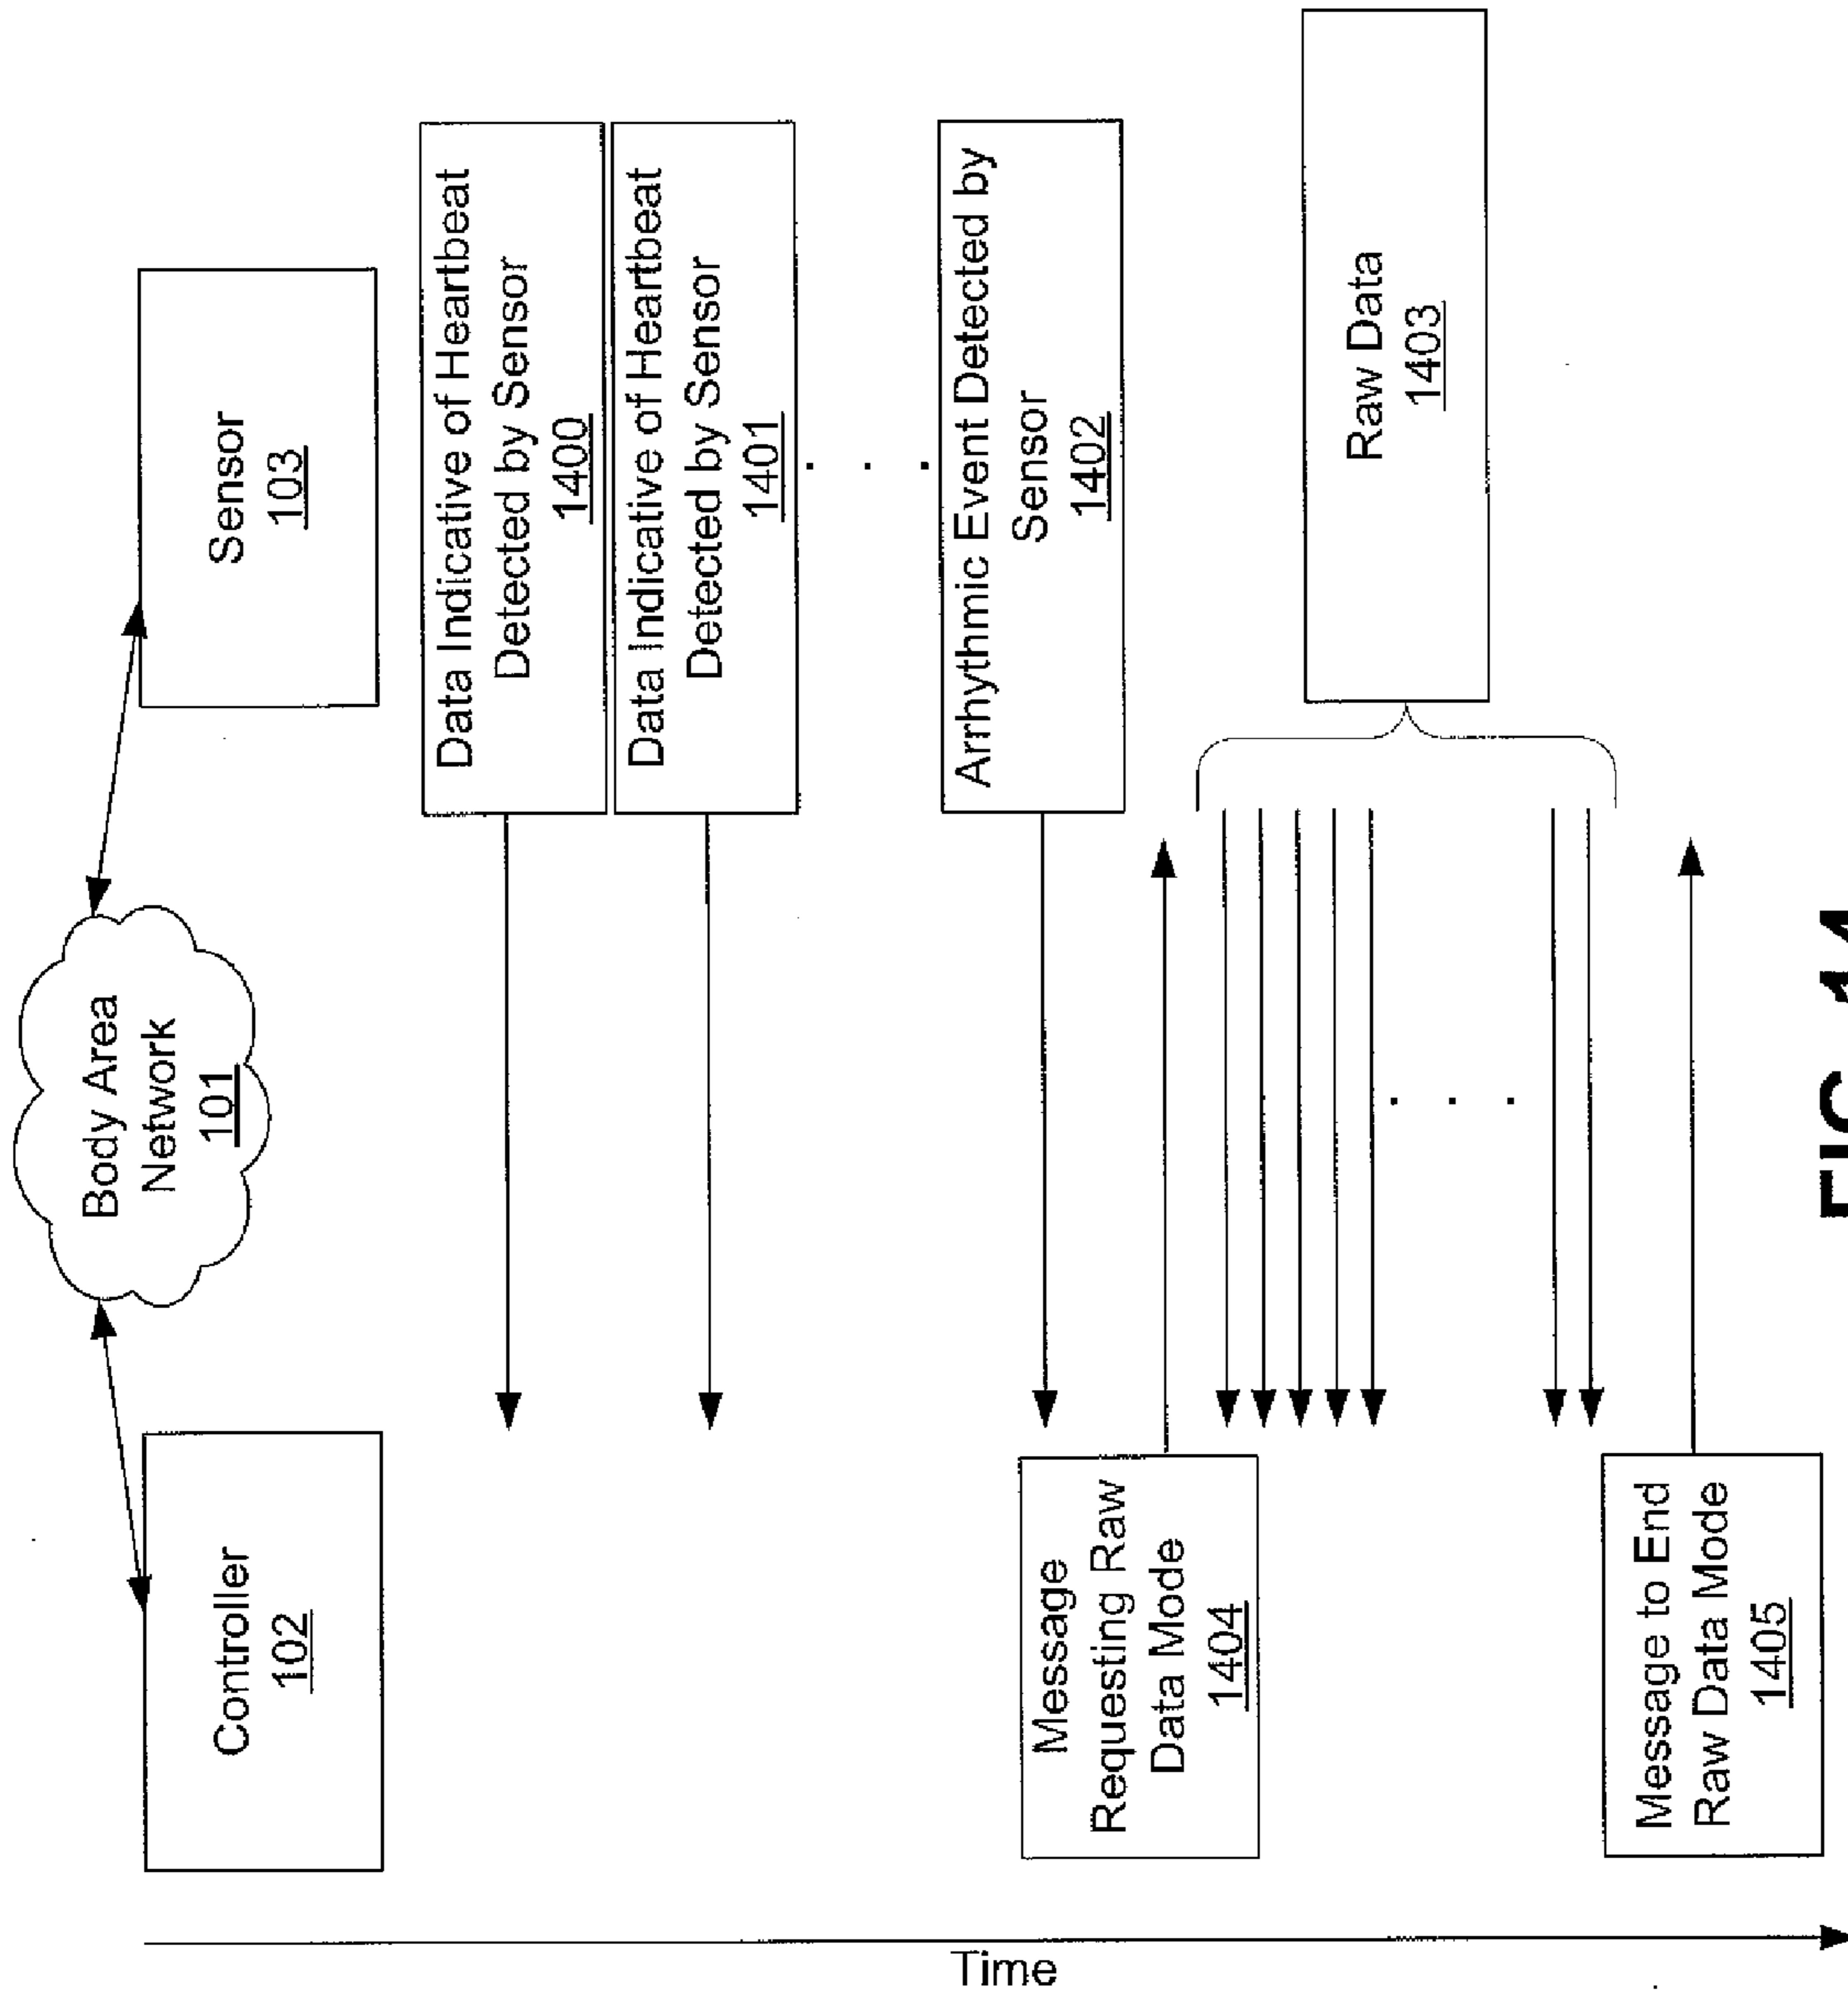 Body Area
Network
101
Controller
102
Sensor
103
Data Indicative of Heartbeat
Detected by Sensor
1400
Data Indicative of Heartbeat
Detected by Sensor
1401
Arrhythmic Event Detected by
Sensor
1402
Message
Requesting Raw
Data Mode
1404
Raw Data
1403
Message to End
Raw Data Mode
1405
Time
FIG. 14